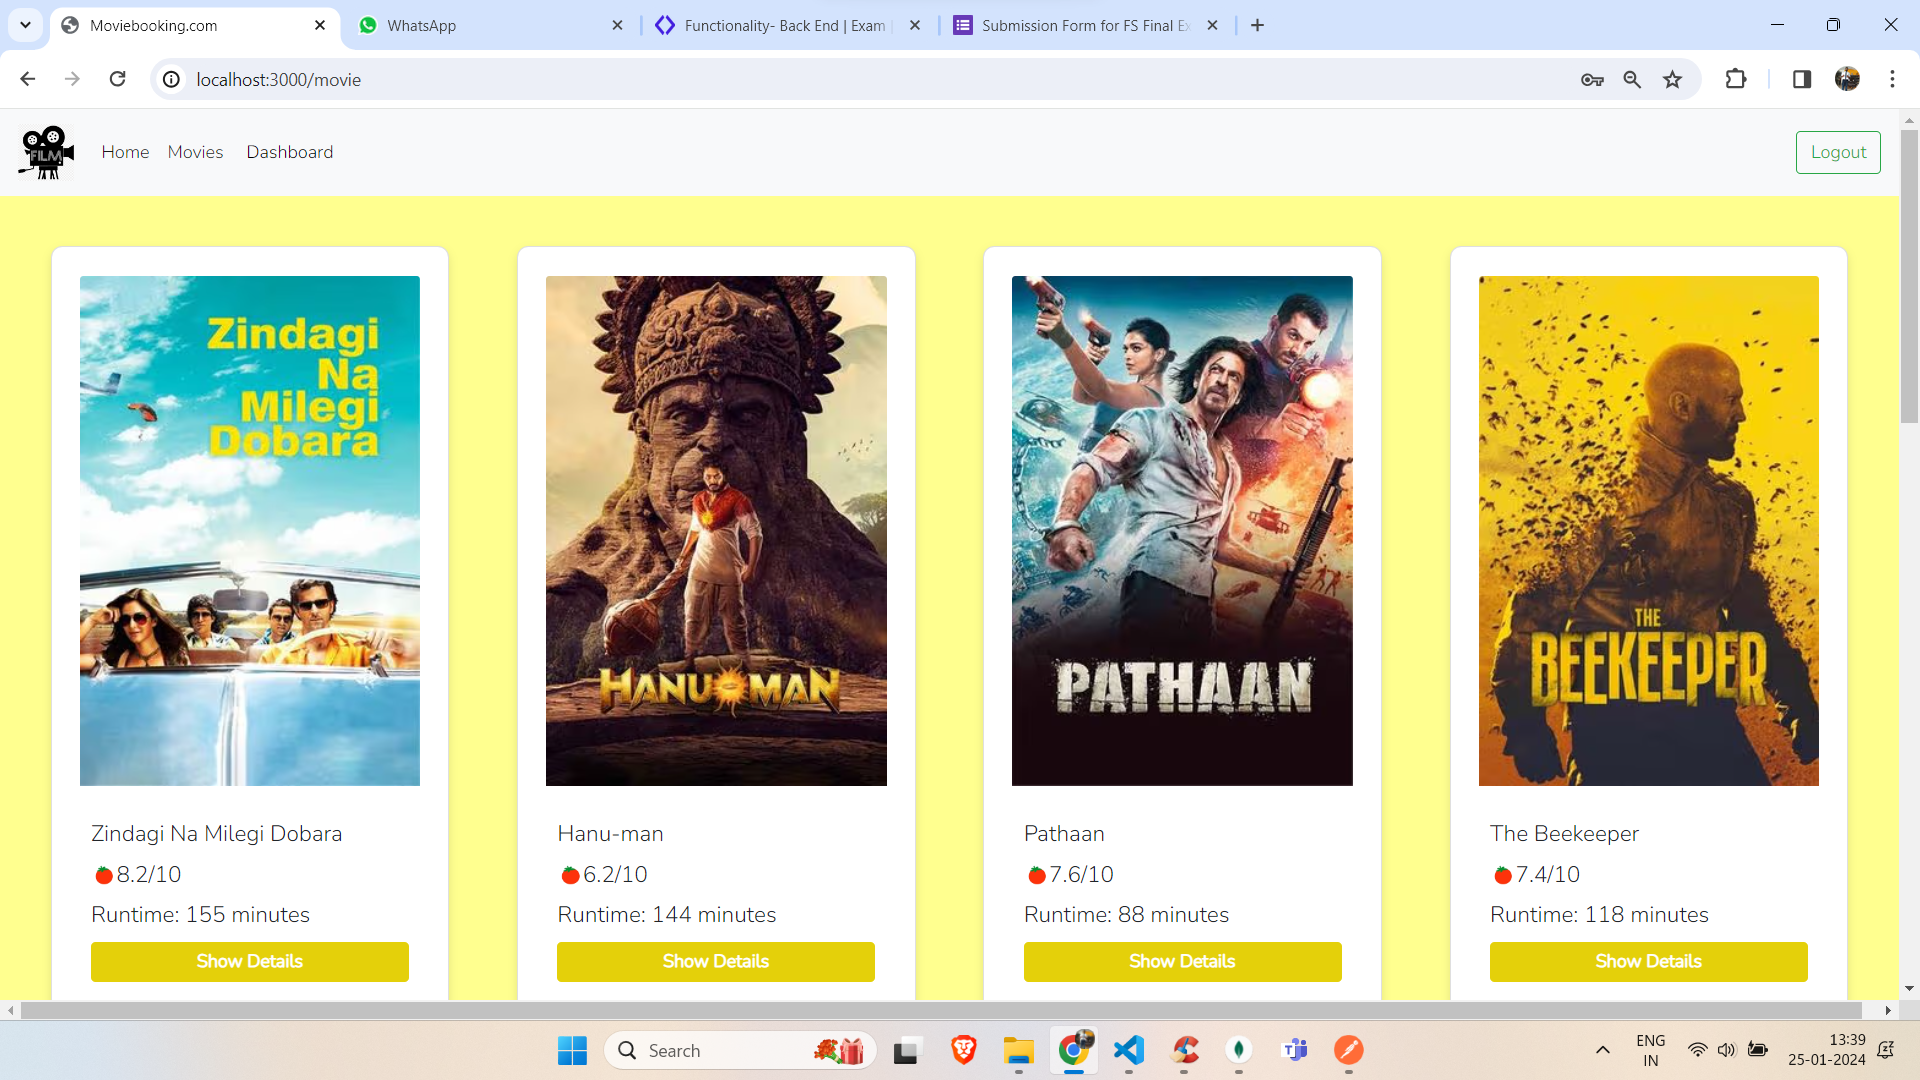 Moviebooking.com
WhatsApp
Functionality- Back End | Exam |
Submission Form for FS Final Ex
localhost:3000/movie
FILM
Home
Movies
Dashboard
Logout
Zindagi
Na
Milegi
Dobara
HANU MAN
PATHAAN
THE
BEEKEEPER
Zindagi Na Milegi Dobara
8.2/10
Runtime: 155 minutes
Show Details
Hanu-man
6.2/10
Runtime: 144 minutes
Show Details
Pathaan
7.6/10
Runtime: 88 minutes
Show Details
The Beekeeper
7.4/10
Runtime: 118 minutes
Show Details
Search
ENG
IN
13:39
25-01-2024